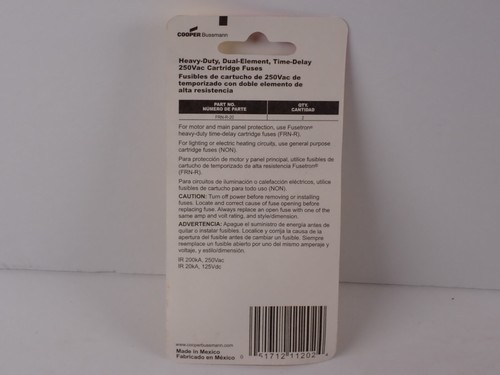 COOPER Bussmann
Heavy-Duty, Dual-Element, Time-Delay
250Vac Cartridge Fuses
Fusibles de cartucho de 250Vac de
temporizado con doble elemento de
alta resistencia
PART NO. QTY.
NÚMERO DE PARTE CANTIDAD
2
For motor and main panel protection, use Fusetron®
heavy-duty time-delay cartridge fuses (FRN-R).
For lighting or electric heating circuits, use general purpose
cartridge fuses (NON).
Para protección de motor y panel principal, utilice fusibles de
cartucho de temporizado de alta resistencia Fusetron®
(FRN-R).
Para circuitos de iluminación o calefacción eléctricos, utilice
fusibles de cartucho para todo uso (NON).
CAUTION: Turn off power before removing or installing
fuses. Locate and correct cause of fuse opening before
replacing fuse. Always replace an open fuse with one of the
same amp and volt rating, and style/dimension.
ADVERTENCIA: Apague el suministro de energía antes de
quitar o instalar fusibles. Localice y corrija la causa de la
apertura del fusible antes de cambiar un fusible. Siempre
reemplace un fusible abierto por uno del mismo amperaje y
voltaje, y estilo/dimensión.
IR 200kA, 250Vac
IR 20kA, 125Vdc
www.cooperbussmann.com
Made in Mexico
Fabricado en México
0 51712 11202